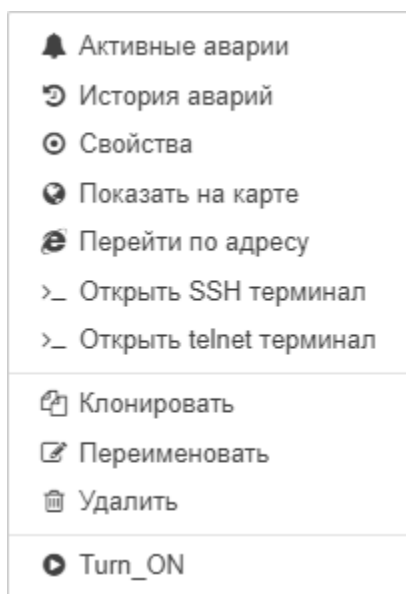 Активные аварии
История аварий
Свойства
Показать на карте
Перейти по адресу
Открыть SSH терминал
Открыть telnet терминал
Клонировать
Переименовать
Удалить
Turn_ON